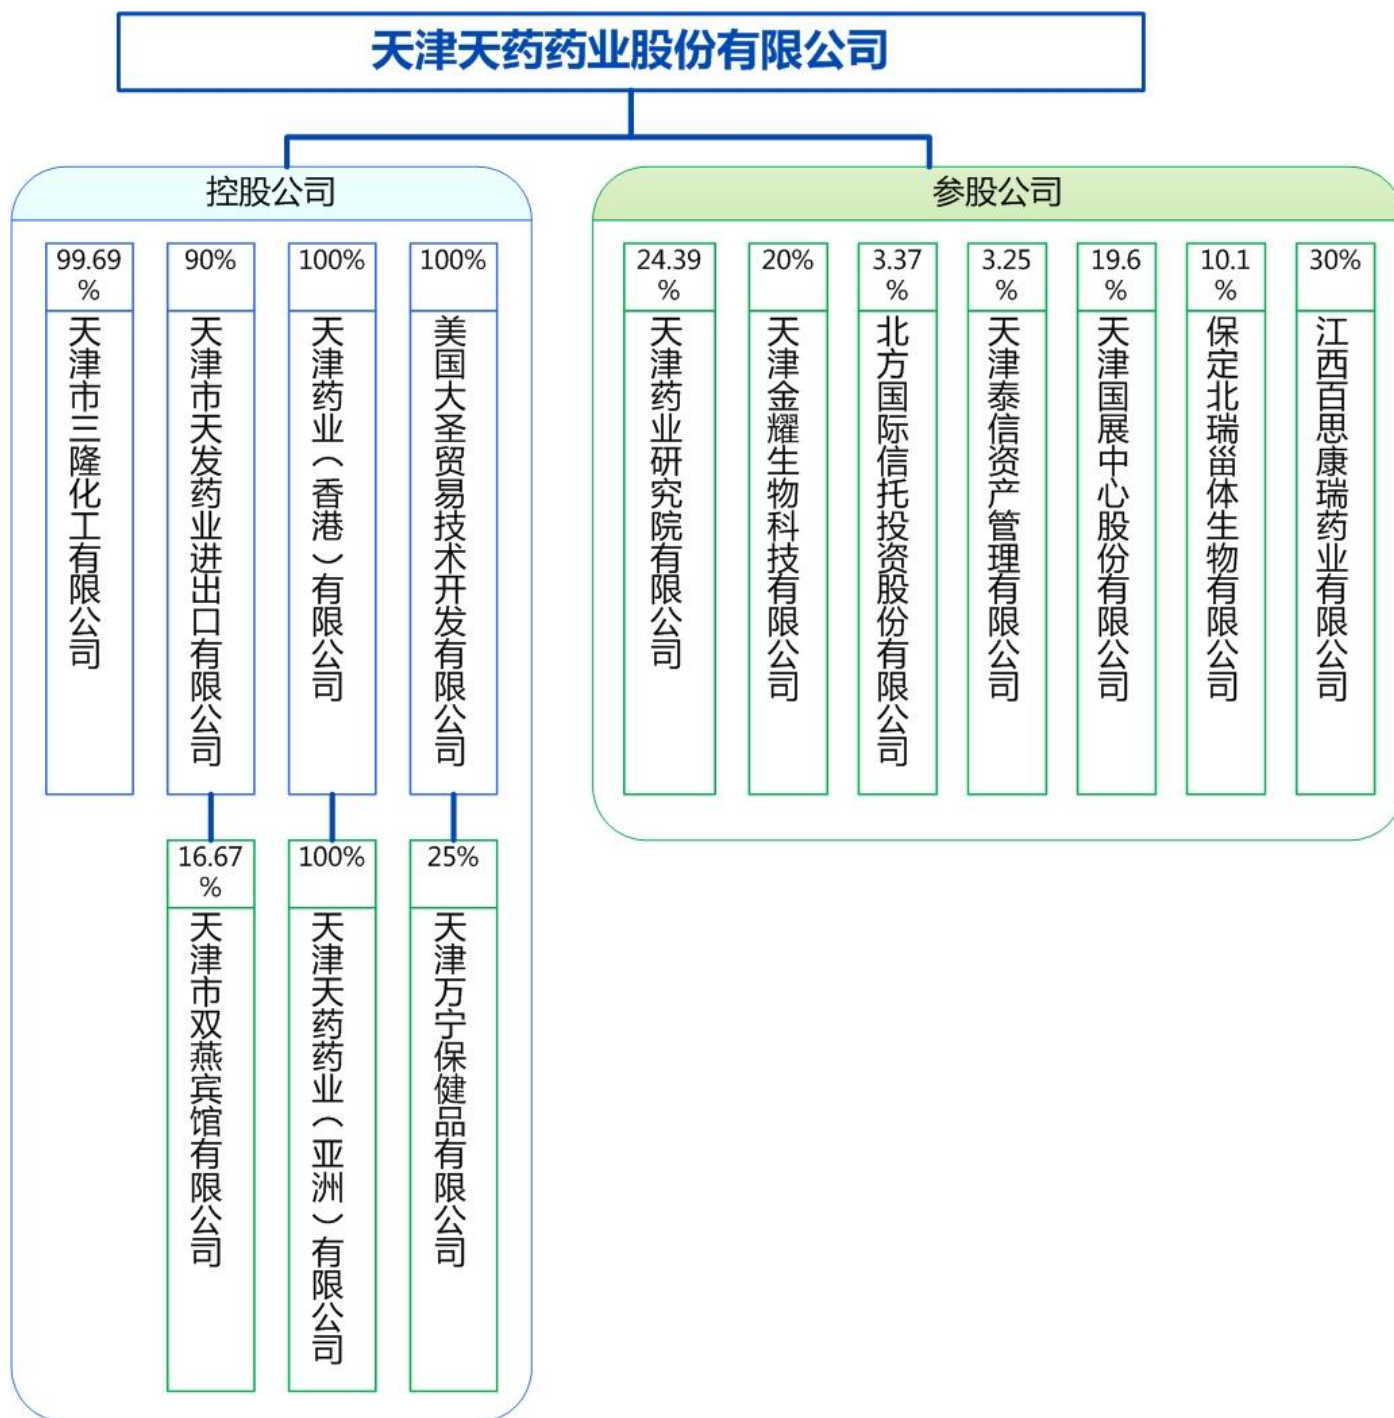 天津天药药业股份有限公司
控股公司
99.69
%
天津市三隆化工有限公司
90%
天津市天发药业进出口有限公司
100%
天津药业（香港）有限公司
100%
美国大圣贸易技术开发有限公司
16.67
%
天津市双燕宾馆有限公司
100%
天津天药药业（亚洲）有限公司
25%
天津万宁保健品有限公司
参股公司
24.39
%
天津药业研究院有限公司
20%
天津金耀生物科技有限公司
3.37
%
北方国际信托投资股份有限公司
3.25
%
天津泰信资产管理有限公司
19.6
%
天津国展中心股份有限公司
10.1
%
保定北瑞甾体生物有限公司
30%
江西百思康瑞药业有限公司